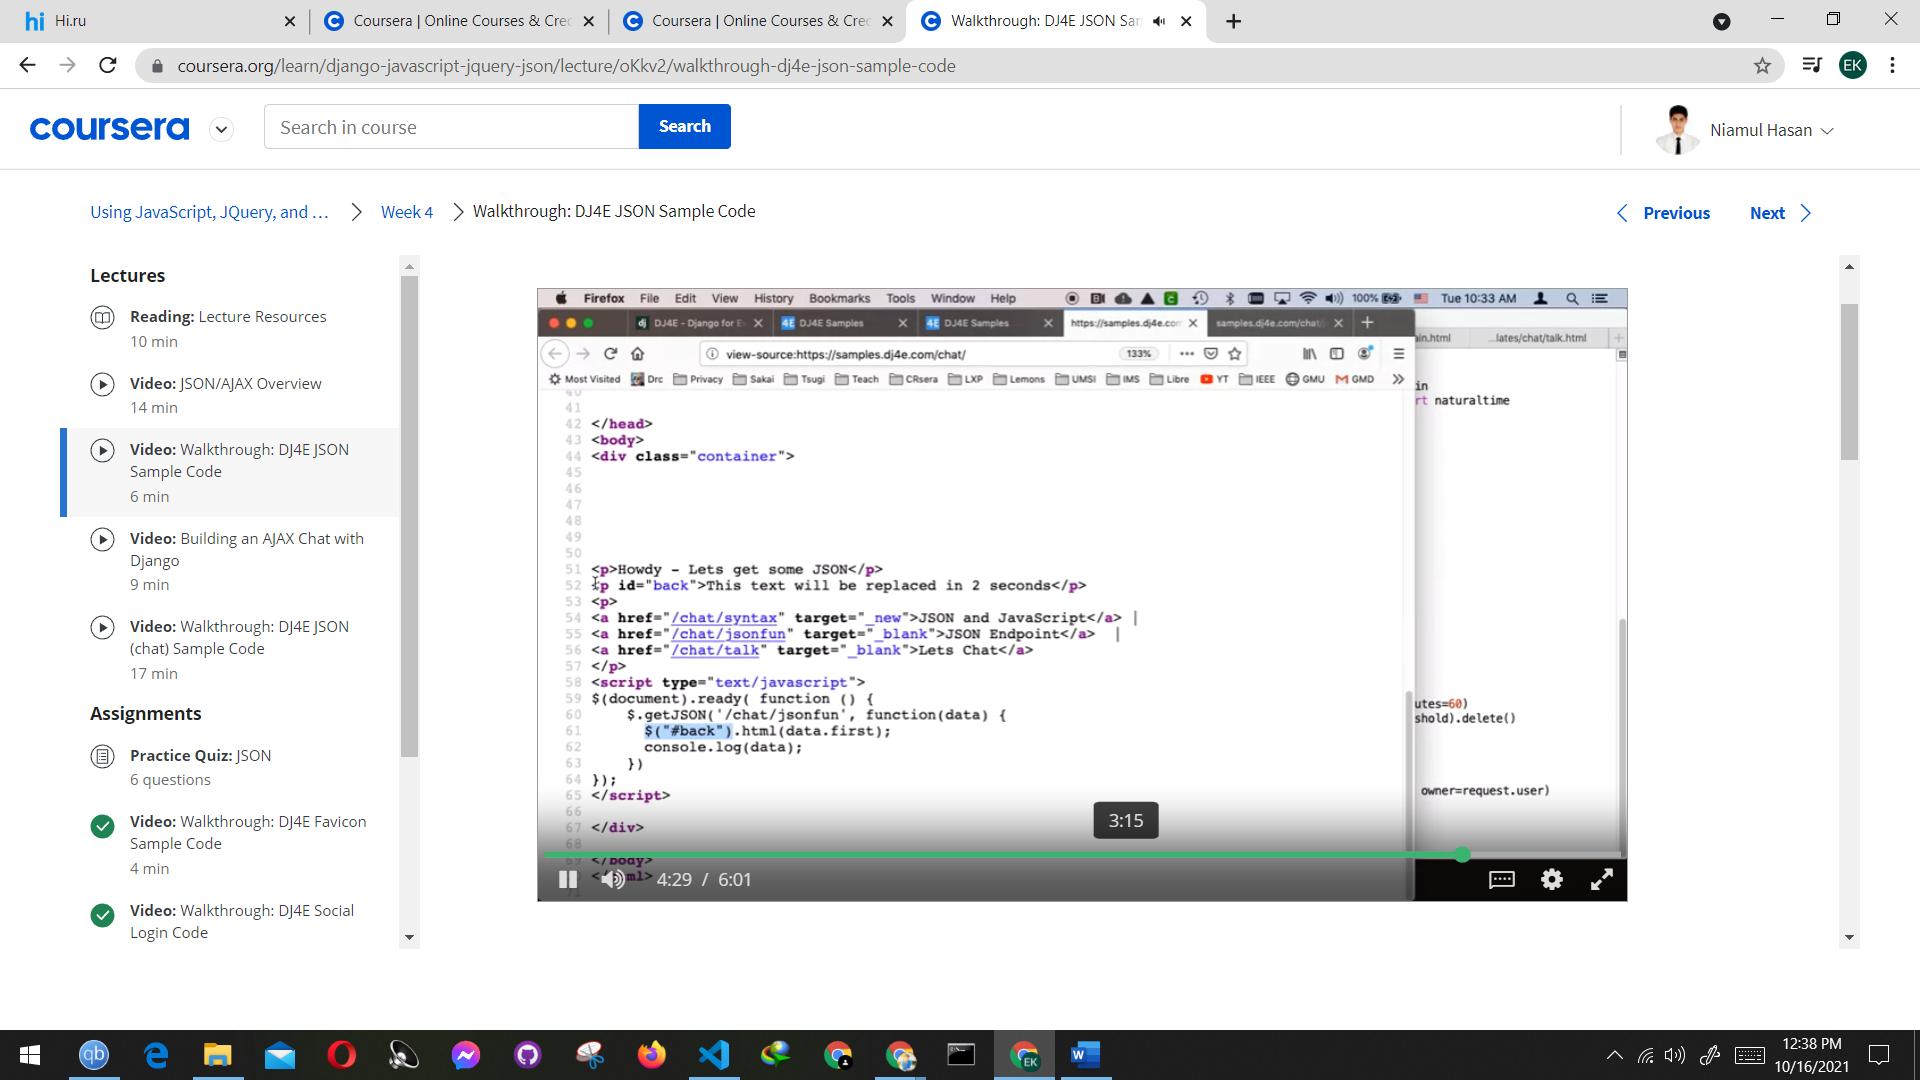 hi Hi.ru
Coursera | Online Courses & Cre
Coursera | Online Courses & Cre
Walkthrough: DJ4E JSON Sam
coursera.org/learn/django-javascript-jquery-json/lecture/oKkv2/walkthrough-dj4e-json-sample-code
EK
coursera
Search in course
Search
Niamul Hasan
Using JavaScript, JQuery, and ...
Week 4
Walkthrough: DJ4E JSON Sample Code
Previous
Next
Lectures
Reading: Lecture Resources
10 min
Video: JSON/AJAX Overview
14 min
Video: Walkthrough: DJ4E JSON
Sample Code
6 min
Video: Building an AJAX Chat with
Django
9 min
Video: Walkthrough: DJ4E JSON
(chat) Sample Code
17 min
Assignments
Practice Quiz: JSON
6 questions
Video: Walkthrough: DJ4E Favicon
Sample Code
4 min
Video: Walkthrough: DJ4E Social
Login Code
Firefox File Edit View History Bookmarks Tools Window Help 100% Tue 10:33 AM
dj DJ4E - Django for E
4E DJ4E Samples
4E DJ4E Samples
https://samples.dj4e.com
samples.dj4e.com/chat/
ain.html
...lates/chat/talk.html
view-source:https://samples.dj4e.com/chat/
133%
Most Visited Drc Privacy Sakai Tsugi Teach CRsera LXP Lemons UMSI IMS Libre YT IEEE GMU GMD
in
rt naturaltime
40
41
42 </head>
43 <body>
44 <div class="container">
45
46
47
48
49
50
51 <p>Howdy - Lets get some JSON</p>
52 <p id="back">This text will be replaced in 2 seconds</p>
53 <p>
54 <a href="/chat/syntax" target="_new">JSON and JavaScript</a> |
55 <a href="/chat/jsonfun" target="_blank">JSON Endpoint</a> |
56 <a href="/chat/talk" target="_blank">Lets Chat</a>
57 </p>
58 <script type="text/javascript">
59 $(document).ready( function () {
60 $.getJSON('/chat/jsonfun', function(data) {
61 $("#back").html(data.first);
62 console.log(data);
63 })
64 });
65 </script>
66
67 </div>
68
69 </body>
utes=60)
shold).delete()
owner=request.user)
3:15
4:29 / 6:01
qb
EK
W
12:38 PM
10/16/2021